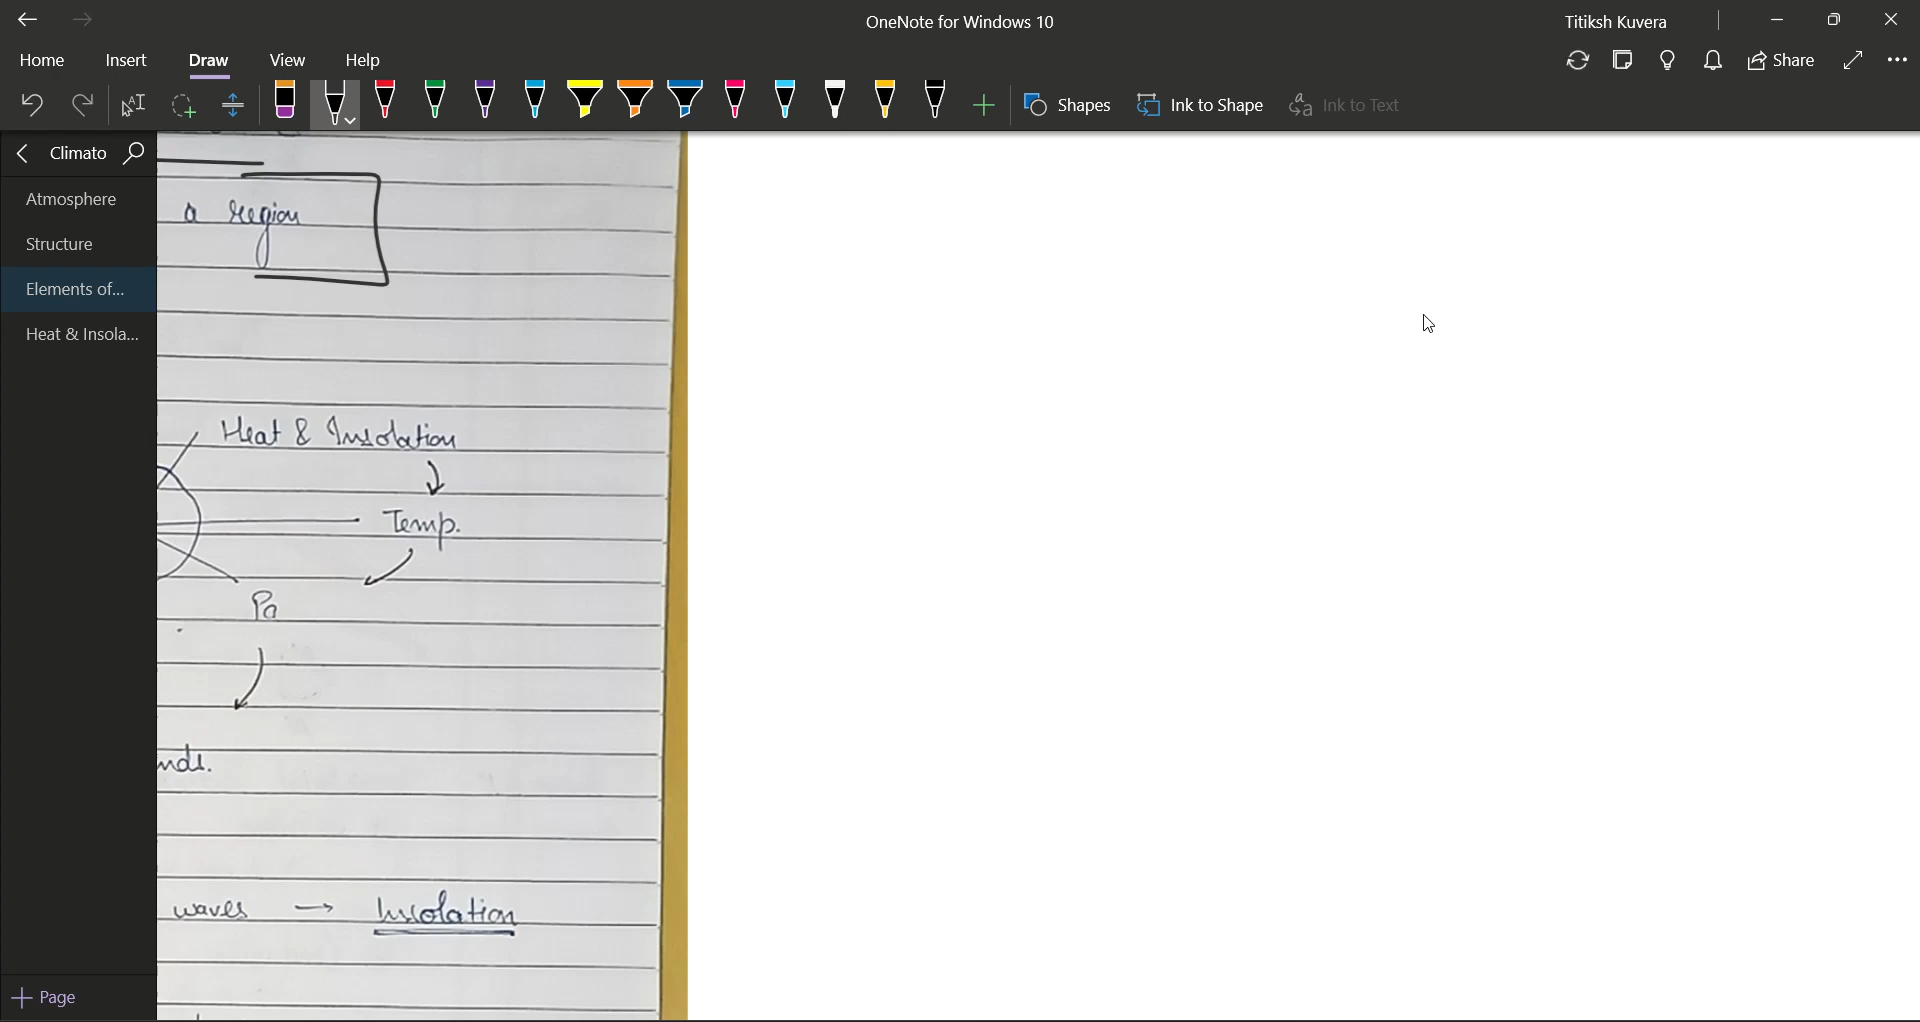 OneNote for Windows 10
Titiksh Kuvera
Home Insert Draw View Help
Share
Shapes Ink to Shape Ink to Text
Climato
Atmosphere
Structure
Elements of...
Heat & Insola...
Page
a region
Heat & Insolation
Temp.
Pa
nds.
waves → Insolation